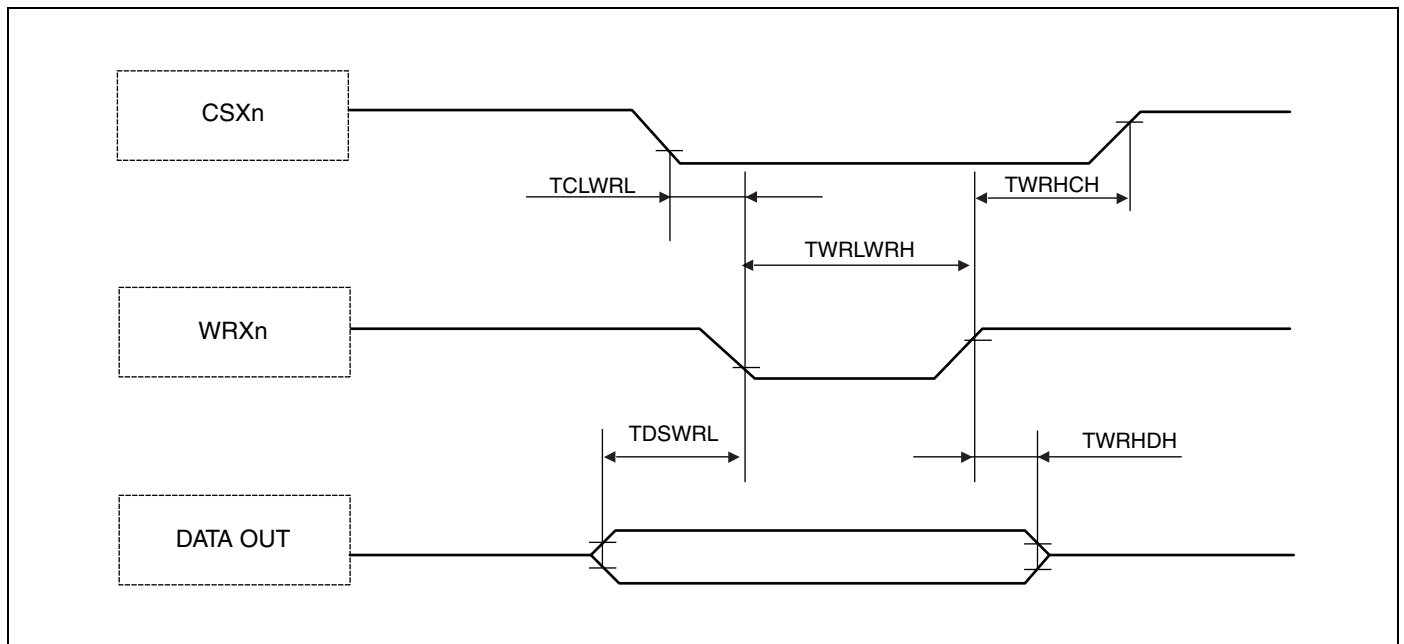 CSXn
TCLWRL
TWRHCH
TWRLWRH
WRXn
TDSWRL
TWRHDH
DATA OUT